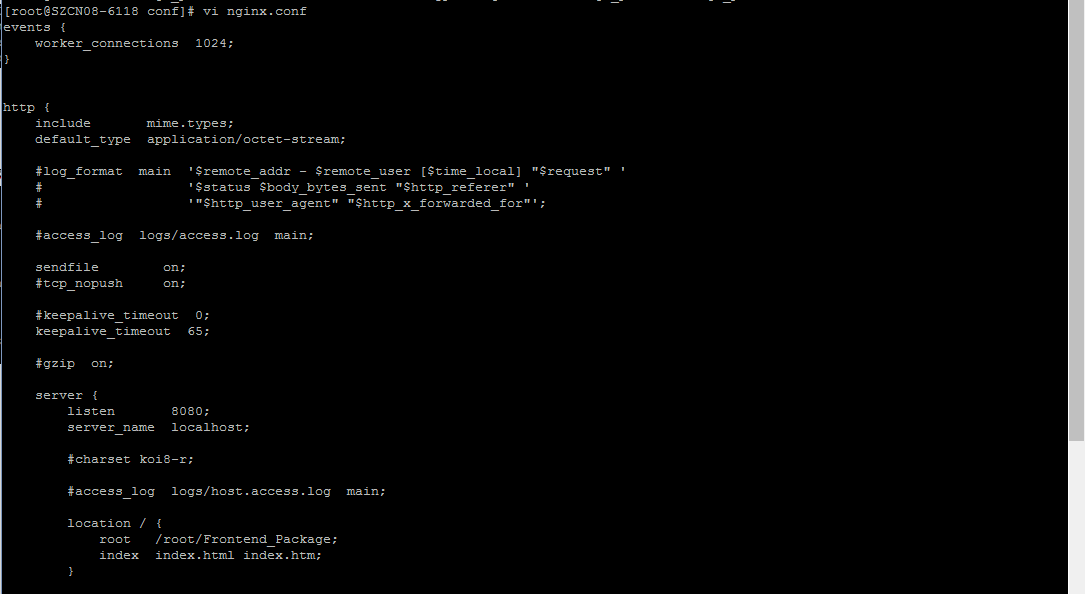 [root@SZCN08-6118 conf]# vi nginx.conf
events {
    worker_connections  1024;
}
http {
    include       mime.types;
    default_type  application/octet-stream;
    #log_format  main  '$remote_addr - $remote_user [$time_local] "$request" '
    #                  '$status $body_bytes_sent "$http_referer" '
    #                  '"$http_user_agent" "$http_x_forwarded_for"';
    #access_log  logs/access.log  main;
    sendfile        on;
    #tcp_nopush     on;
    #keepalive_timeout  0;
    keepalive_timeout  65;
    #gzip  on;
    server {
        listen       8080;
        server_name  localhost;
        #charset koi8-r;
        #access_log  logs/host.access.log  main;
        location / {
            root   /root/Frontend_Package;
            index  index.html index.htm;
        }